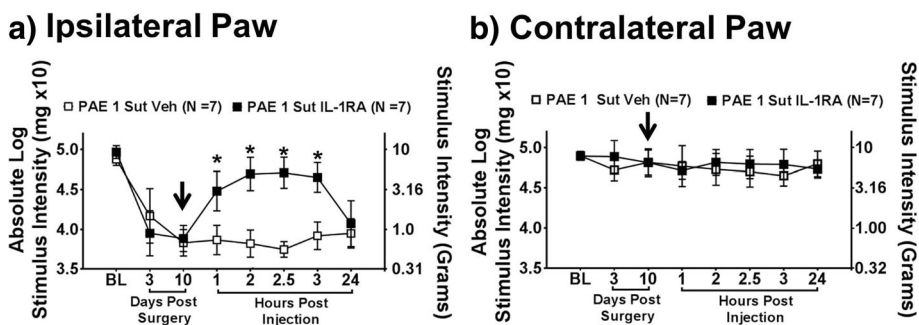 a) Ipsilateral Paw
Absolute Log
Stimulus Intensity (mg x10)
PAE 1 Sut Veh (N =7) PAE 1 Sut IL-1RA (N =7)
5.0
4.5
4.0
3.5
* * * *
10
3.16
1.0
0.31
Stimulus Intensity (Grams)
BL 3 10 1 2 2.5 3 24
Days Post Hours Post
Surgery Injection
b) Contralateral Paw
Absolute Log
Stimulus Intensity (mg x10)
PAE 1 Sut Veh (N=7) PAE 1 Sut IL-1RA (N=7)
5.0
4.5
4.0
3.5
10
3.16
1.00
0.32
Stimulus Intensity (Grams)
BL 3 10 1 2 2.5 3 24
Days Post Hours Post
Surgery Injection